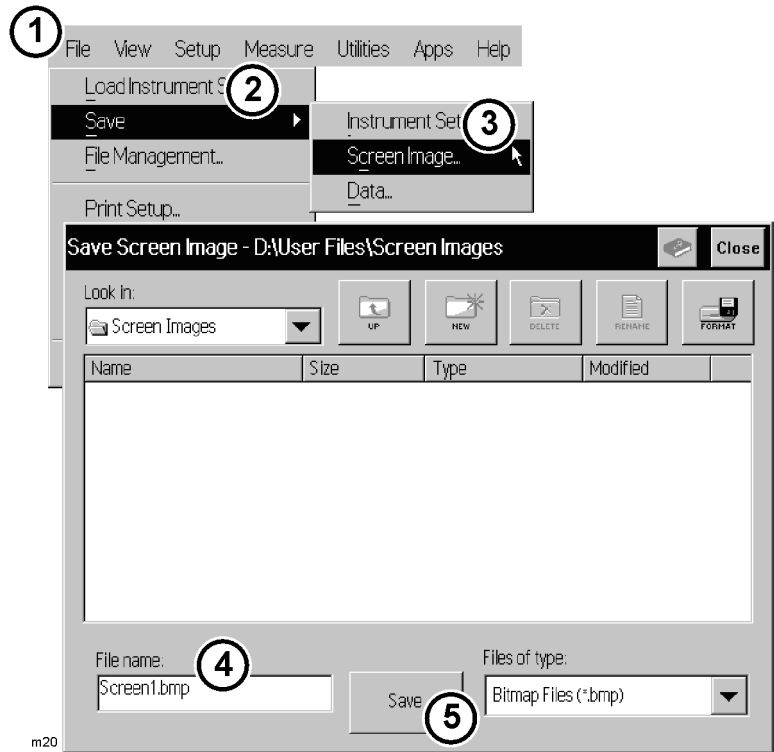 1
File View Setup Measure Utilities Apps Help
Load Instrument S
2
Save
Instrument Set
3
File Management...
Screen Image...
Data...
Print Setup...
Save Screen Image - D:\User Files\Screen Images
Close
Look in:
Screen Images
UP
NEW
DELETE
RENAME
FORMAT
Name Size Type Modified
File name:
4
Screen1.bmp
Save
5
Files of type:
Bitmap Files (*.bmp)
m20